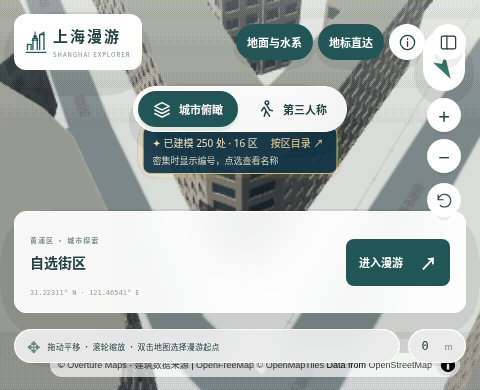 上海漫游
SHANGHAI EXPLORER
地面与水系
地标直达
城市俯瞰
第三人称
✦ 已建模 250 处 · 16 区 按区目录 ↗
密集时显示编号，点选查看名称
黄浦区 · 城市探索
自选街区
31.22311° N · 121.46541° E
进入漫游 ↗
拖动平移 · 滚轮缩放 · 双击地图选择漫游起点
0 m
© Overture Maps · 建筑数据来源 | OpenFreeMap © OpenMapTiles Data from OpenStreetMap